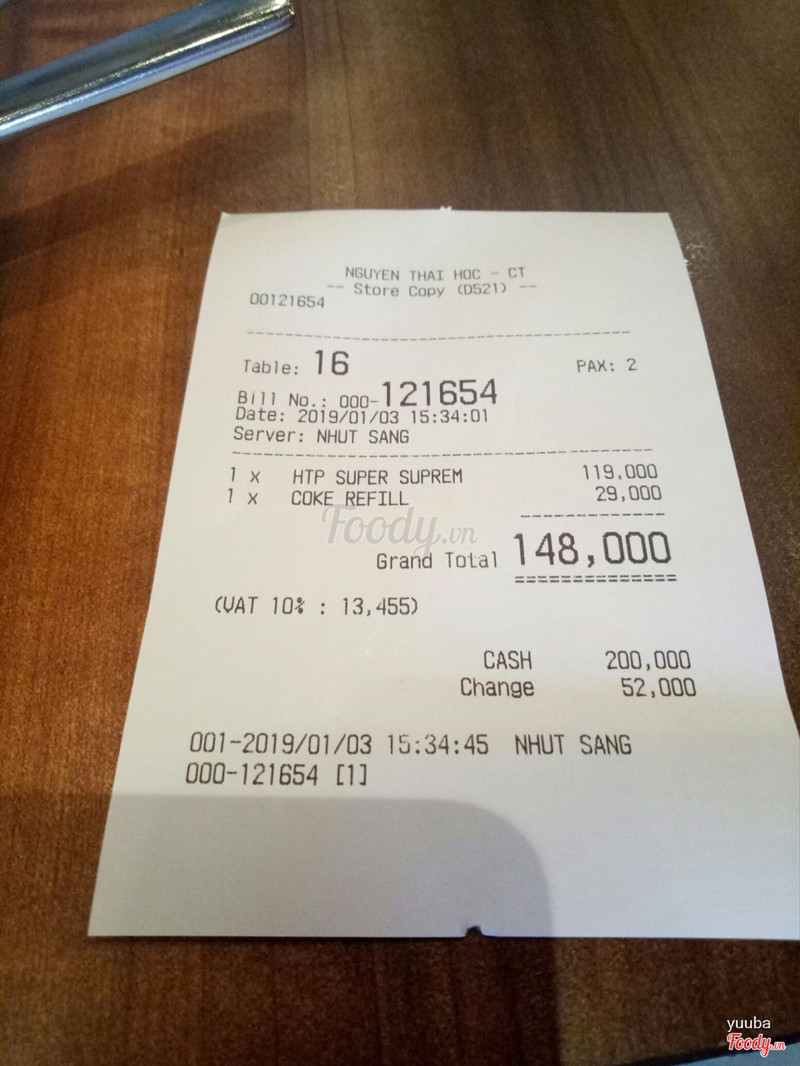 NGUYEN THAI HOC - CT
-- Store Copy (D521) --
00121654
Table: 16 PAX: 2
Bill No.: 000-121654
Date: 2019/01/03 15:34:01
Server: NHUT SANG
1 x HTP SUPER SUPREM 119,000
1 x COKE REFILL 29,000
Foody.vn
Grand Total 148,000
(VAT 10% : 13,455)
CASH 200,000
Change 52,000
001-2019/01/03 15:34:45 NHUT SANG
000-121654 [1]
yuuba
Foody.vn